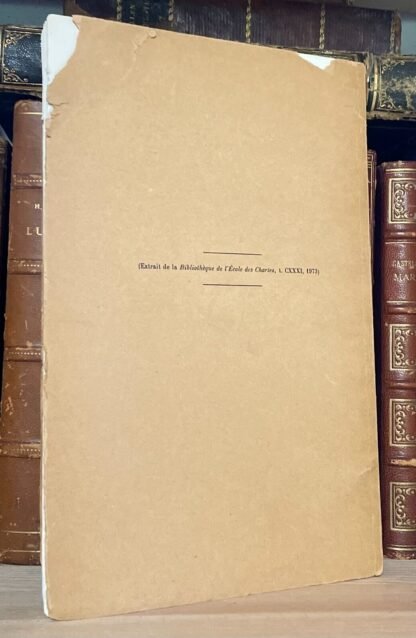 (Extrait de la Bibliothèque de l'École des Chartes, t. CXXXI, 1973)